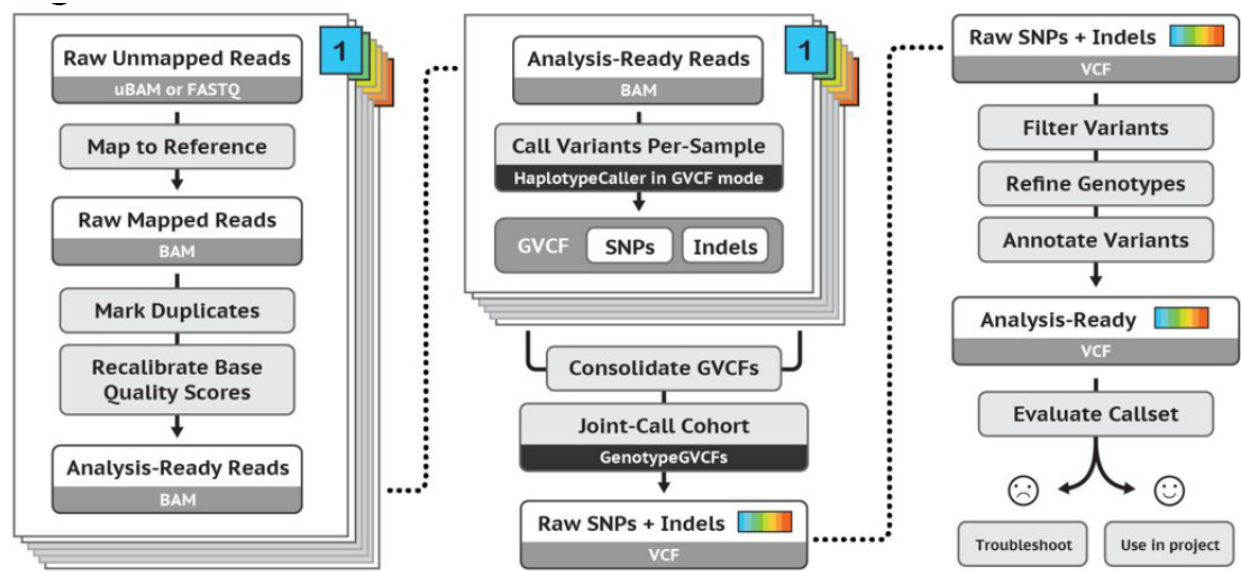 1
Raw Unmapped Reads
uBAM or FASTQ
Map to Reference
Raw Mapped Reads
BAM
Mark Duplicates
Recalibrate Base
Quality Scores
Analysis-Ready Reads
BAM
1
Analysis-Ready Reads
BAM
Call Variants Per-Sample
HaplotypeCaller in GVCF mode
GVCF SNPs Indels
Consolidate GVCFs
Joint-Call Cohort
GenotypeGVCFs
Raw SNPs + Indels
VCF
Raw SNPs + Indels
VCF
Filter Variants
Refine Genotypes
Annotate Variants
Analysis-Ready
VCF
Evaluate Callset
Troubleshoot
Use in project